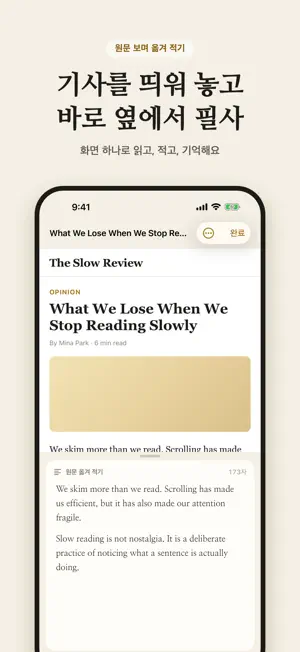 원문 보며 옮겨 적기
기사를 띄워 놓고
바로 옆에서 필사
화면 하나로 읽고, 적고, 기억해요
9:41
What We Lose When We Stop Re...
완료
The Slow Review
OPINION
What We Lose When We
Stop Reading Slowly
By Mina Park · 6 min read
We skim more than we read. Scrolling has made
원문 옮겨 적기
173자
We skim more than we read. Scrolling has made
us efficient, but it has also made our attention
fragile.
Slow reading is not nostalgia. It is a deliberate
practice of noticing what a sentence is actually
doing.